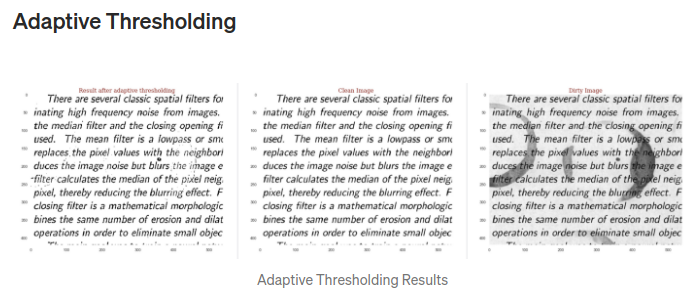 Adaptive Thresholding
Result after adaptive thresholding
There are several classic spatial filters for
inating high frequency noise from images.
the median filter and the closing opening fi
used. The mean filter is a lowpass or smo
replaces the pixel values with the neighbori
duces the image noise but blurs the image e
filter calculates the median of the pixel neig
pixel, thereby reducing the blurring effect. F
closing filter is a mathematical morphologic
bines the same number of erosion and dilat
operations in order to eliminate small objec
Clean Image
There are several classic spatial filters for
inating high frequency noise from images.
the median filter and the closing opening fi
used. The mean filter is a lowpass or smo
replaces the pixel values with the neighbori
duces the image noise but blurs the image e
filter calculates the median of the pixel neig
pixel, thereby reducing the blurring effect. F
closing filter is a mathematical morphologic
bines the same number of erosion and dilat
operations in order to eliminate small objec
Dirty Image
There are several classic spatial filters for
inating high frequency noise from images.
the median filter and the closing opening fi
used. The mean filter is a lowpass or smo
replaces the pixel values with the neighbori
duces the image noise but blurs the image e
filter calculates the median of the pixel neig
pixel, thereby reducing the blurring effect. F
closing filter is a mathematical morphologic
bines the same number of erosion and dilat
operations in order to eliminate small objec
Adaptive Thresholding Results